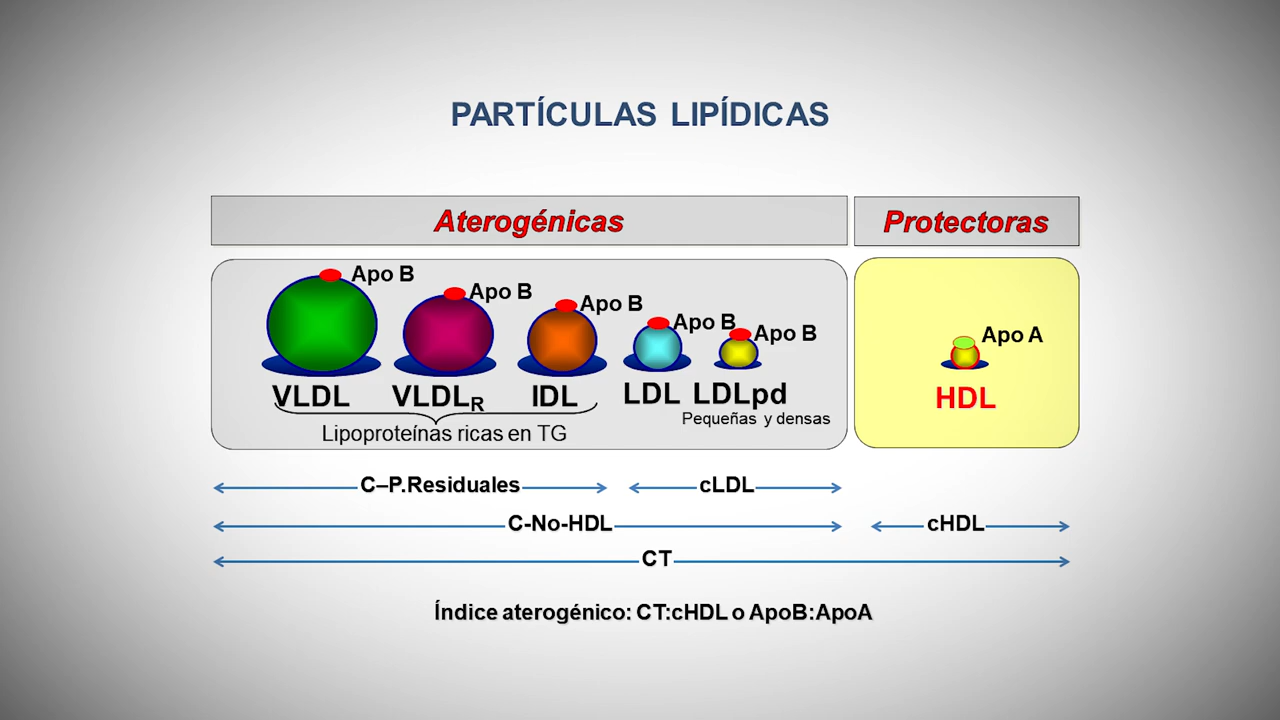 PARTÍCULAS LIPÍDICAS
Aterogénicas
Protectoras
Apo B
Apo B
Apo B
Apo B
Apo B
Apo A
VLDL
VLDLR
IDL
LDL
LDLpd
HDL
Pequeñas y densas
Lipoproteínas ricas en TG
C–P.Residuales
cLDL
C-No-HDL
cHDL
CT
Índice aterogénico: CT:cHDL o ApoB:ApoA